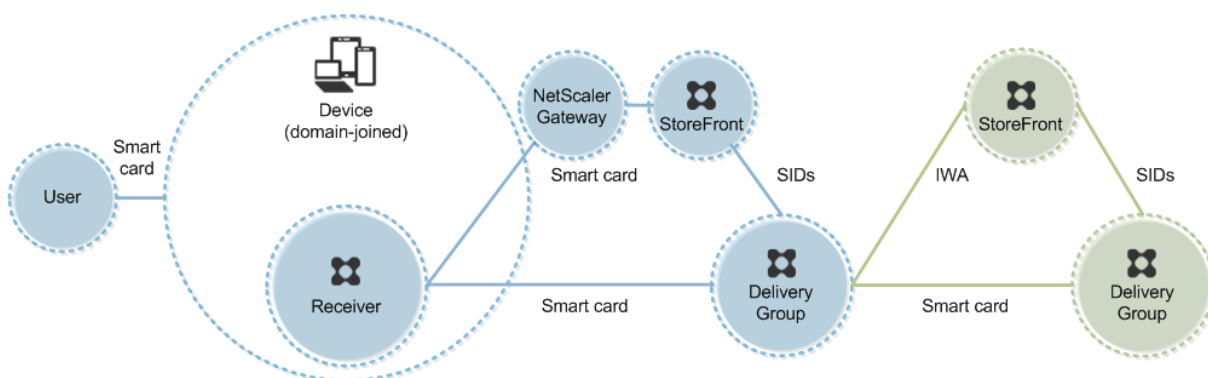 User
Smart
card
Device
(domain-joined)
Receiver
NetScaler
Gateway
Smart card
StoreFront
SIDs
Smart card
Delivery
Group
IWA
StoreFront
SIDs
Smart card
Delivery
Group